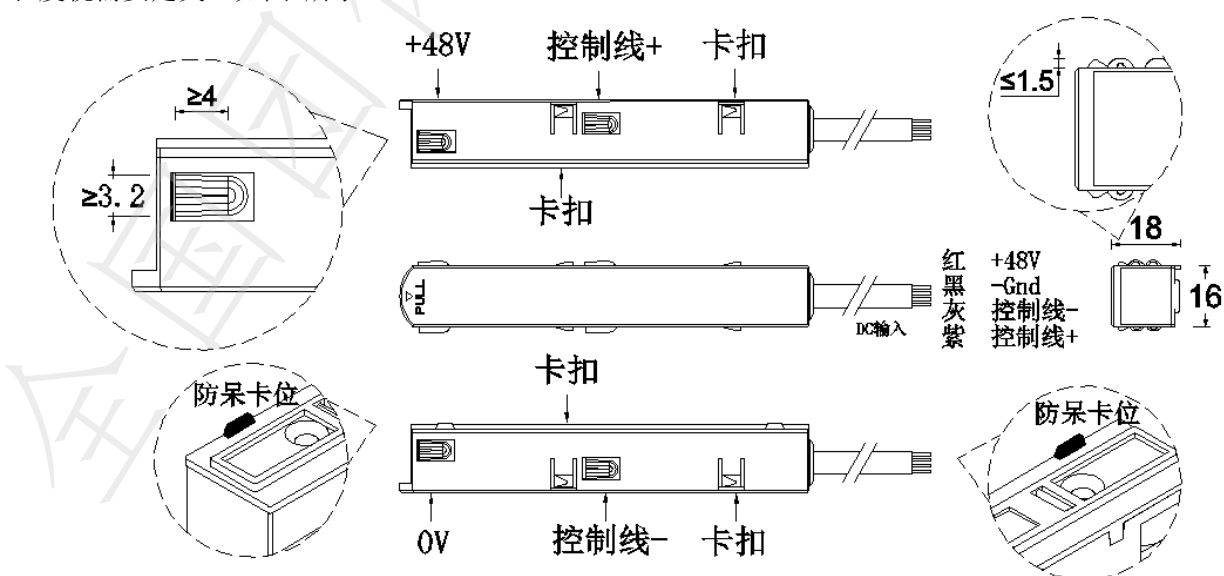 +48V 控制线+ 卡扣
≥4
≥3.2
≤1.5
卡扣
18
16
PULL
DC输入
红 +48V
黑 -Gnd
灰 控制线-
紫 控制线+
卡扣
防呆卡位
防呆卡位
0V 控制线- 卡扣